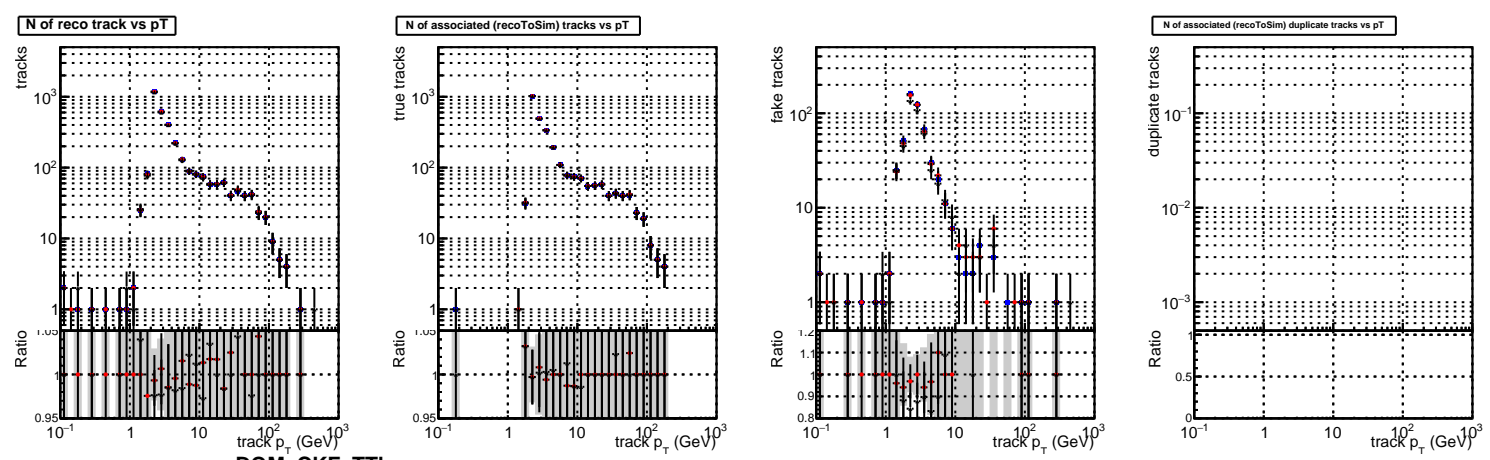 N of reco track vs pT
tracks
10³
10²
10
1
1.05
Ratio
1
0.95
10⁻¹ 1 10 10² 10³
track p_T (GeV)
N of associated (recoToSim) tracks vs pT
true tracks
10³
10²
10
1
1.05
Ratio
1
0.95
10⁻¹ 1 10 10² 10³
track p_T (GeV)
fake tracks
10²
10
1
1.2
Ratio
1.1
1
0.9
0.8
10⁻¹ 1 10 10² 10³
track p_T (GeV)
N of associated (recoToSim) duplicate tracks vs pT
duplicate tracks
10⁻¹
10⁻²
10⁻³
Ratio
1
0.5
0
10⁻¹ 1 10 10² 10³
track p_T (GeV)